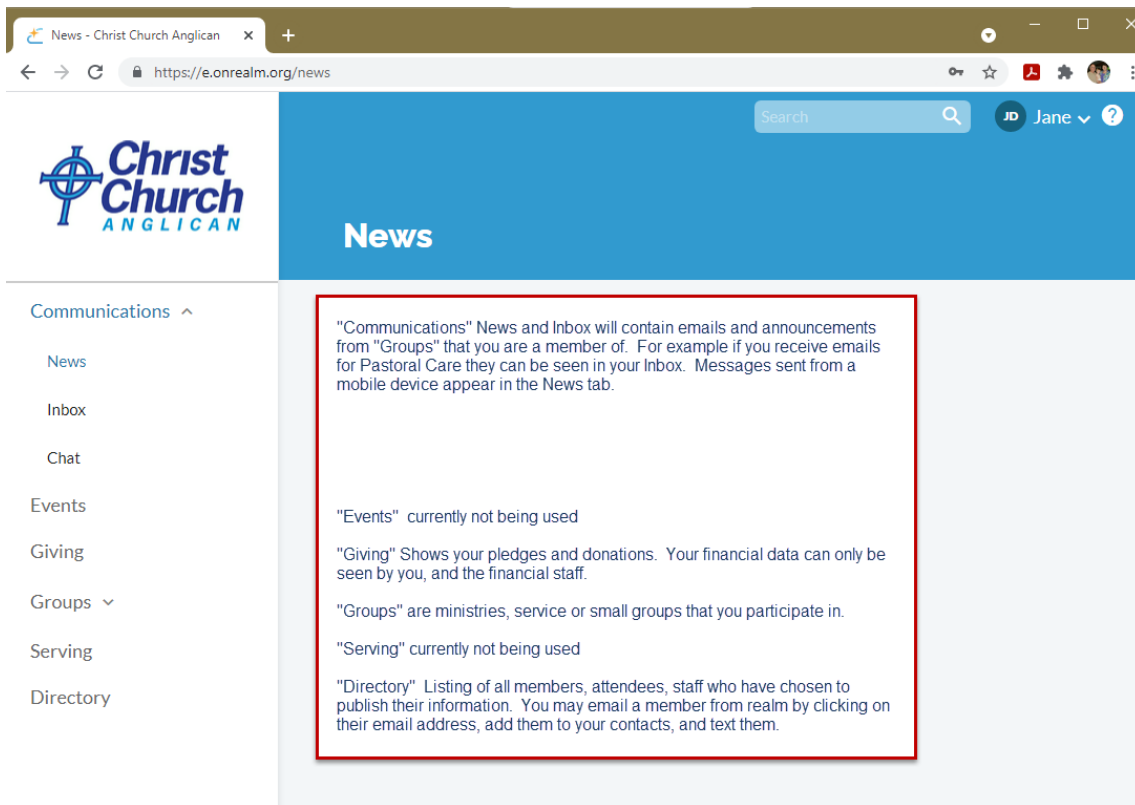 News - Christ Church Anglican
https://e.onrealm.org/news
Search
JD Jane ?
Christ
Church
ANGLICAN
News
Communications
News
Inbox
Chat
Events
Giving
Groups
Serving
Directory
"Communications" News and Inbox will contain emails and announcements
from "Groups" that you are a member of.  For example if you receive emails
for Pastoral Care they can be seen in your Inbox.  Messages sent from a
mobile device appear in the News tab.
"Events"  currently not being used
"Giving" Shows your pledges and donations.  Your financial data can only be
seen by you, and the financial staff.
"Groups" are ministries, service or small groups that you participate in.
"Serving" currently not being used
"Directory"  Listing of all members, attendees, staff who have chosen to
publish their information.  You may email a member from realm by clicking on
their email address, add them to your contacts, and text them.